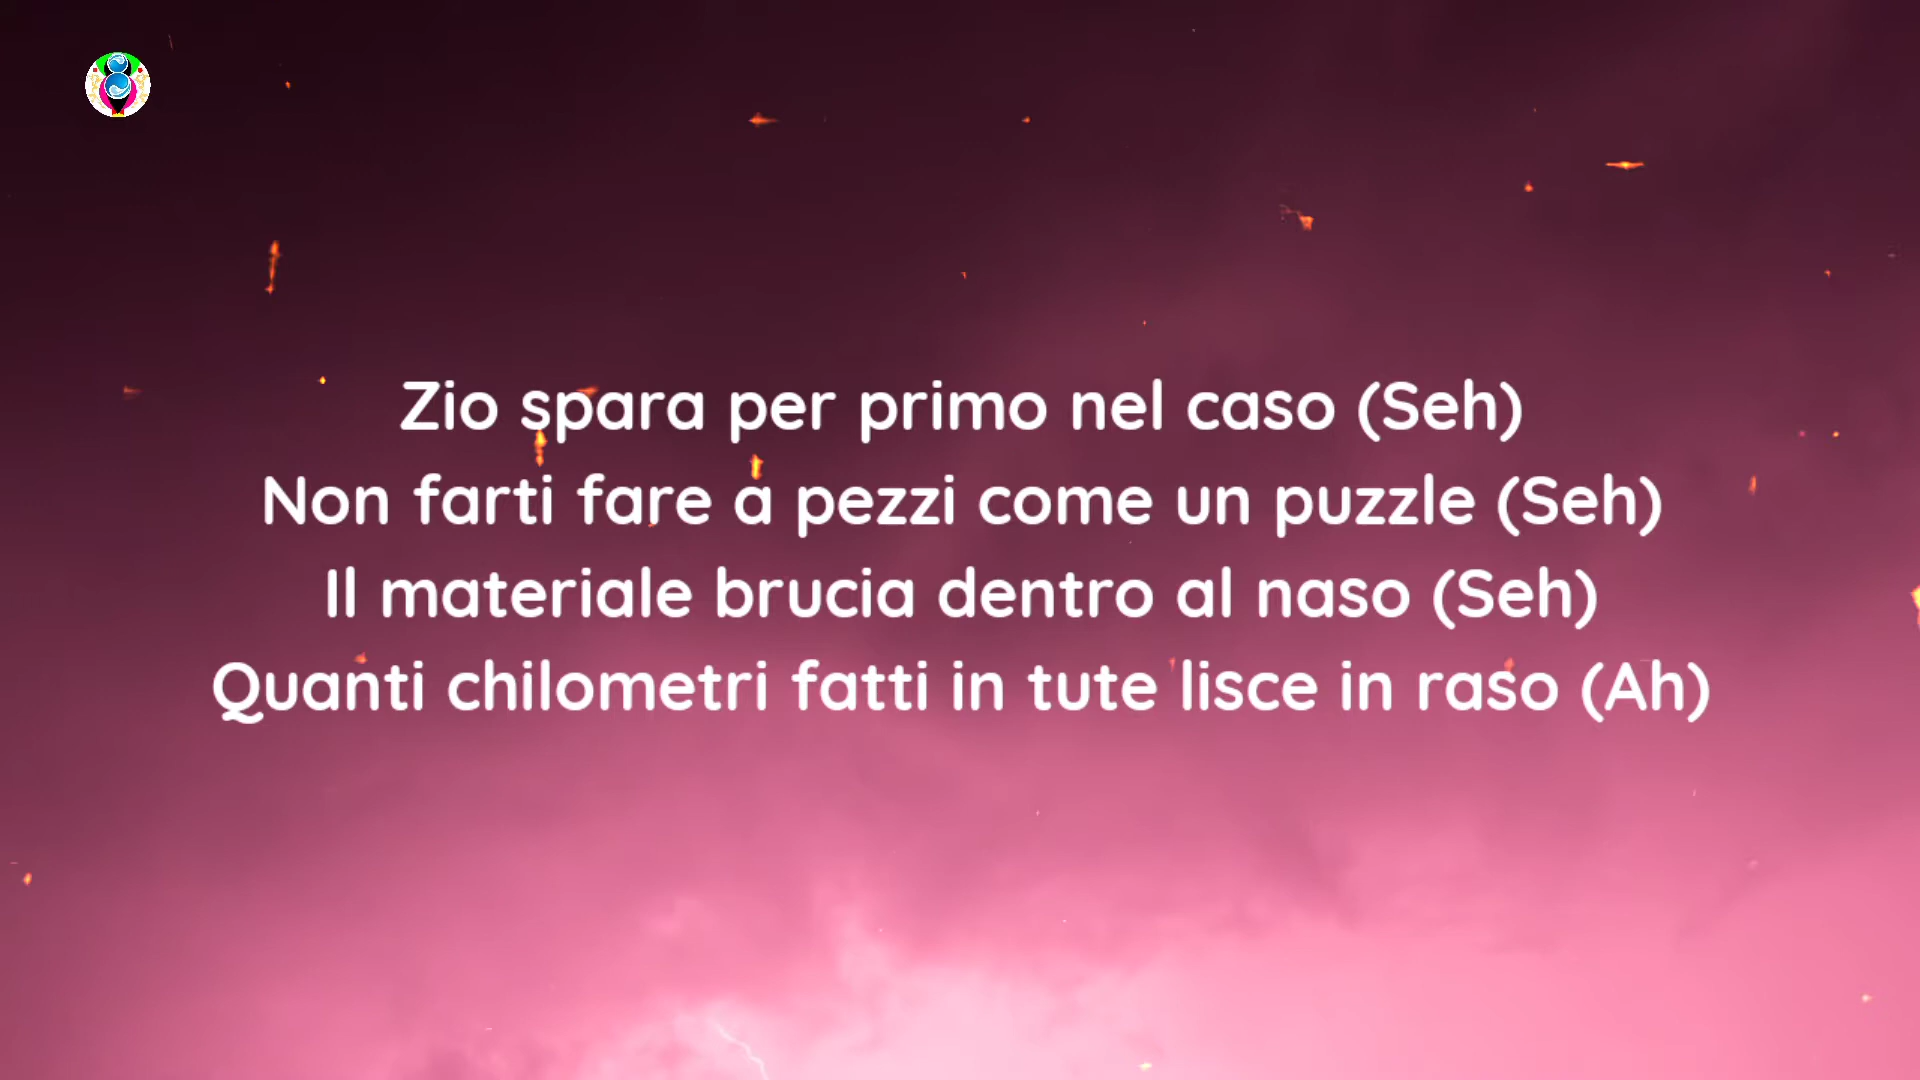 Zio spara per primo nel caso (Seh)
Non farti fare a pezzi come un puzzle (Seh)
Il materiale brucia dentro al naso (Seh)
Quanti chilometri fatti in tute lisce in raso (Ah)